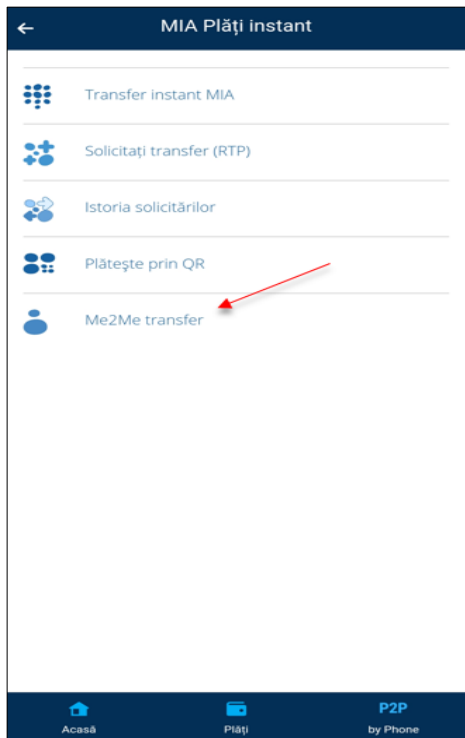 MIA Plăți instant
Transfer instant MIA
Solicitați transfer (RTP)
Istoria solicitărilor
Plătește prin QR
Me2Me transfer
Acasă
Plăți
P2P
by Phone